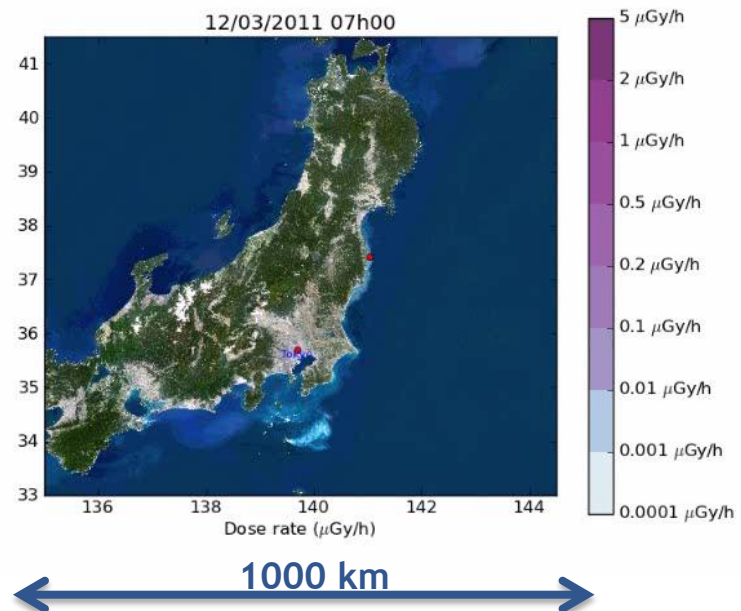 12/03/2011 07h00
41
40
39
38
37
36
35
34
33
Tokyo
136 138 140 142 144
Dose rate (μGy/h)
5 μGy/h
2 μGy/h
1 μGy/h
0.5 μGy/h
0.2 μGy/h
0.1 μGy/h
0.01 μGy/h
0.001 μGy/h
0.0001 μGy/h
1000 km